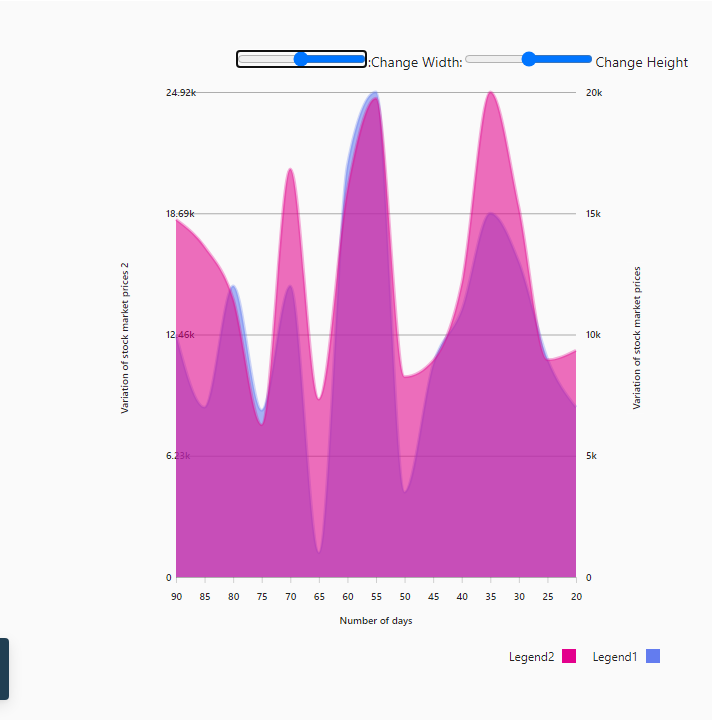 :Change Width: Change Height
24.92k
18.69k
12.46k
6.23k
0
Variation of stock market prices 2
20k
15k
10k
5k
0
Variation of stock market prices
90 85 80 75 70 65 60 55 50 45 40 35 30 25 20
Number of days
Legend2 Legend1